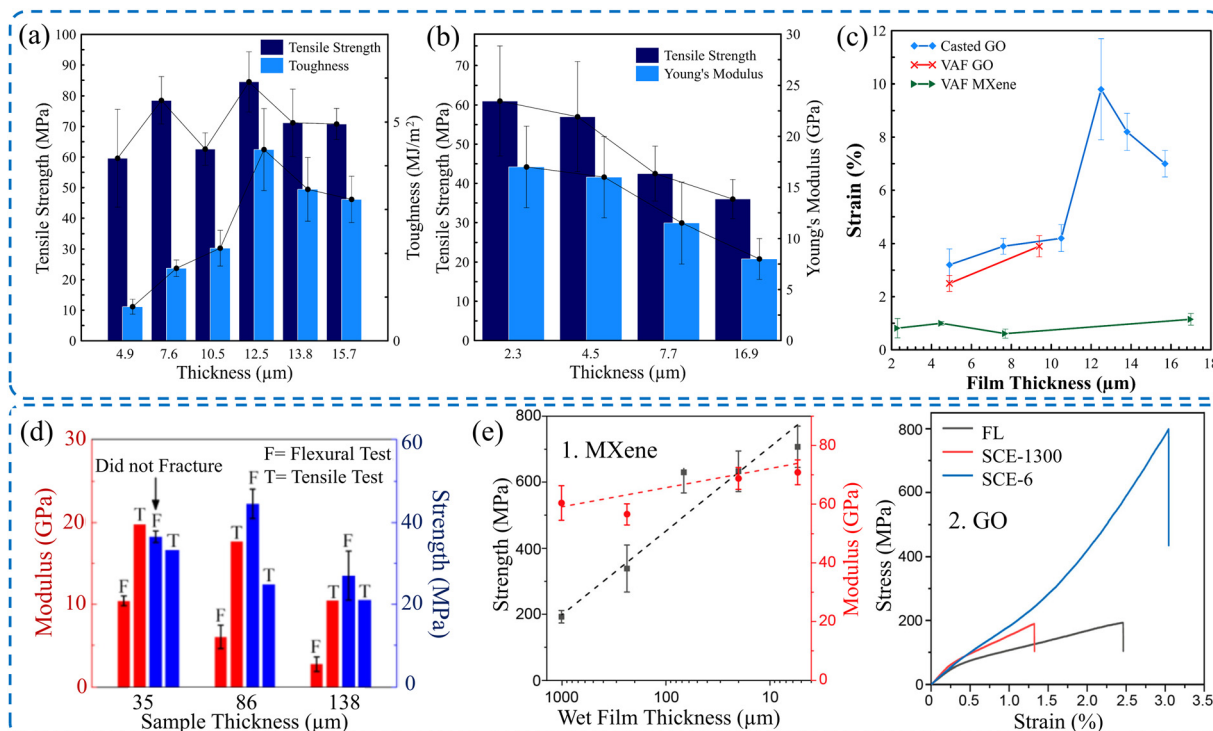 (a)
Tensile Strength
Toughness
Tensile Strength (MPa)
100
90
80
70
60
50
40
30
20
10
0
5
0
Toughness (MJ/m²)
4.9 7.6 10.5 12.5 13.8 15.7
Thickness (µm)
(b)
Tensile Strength
Young's Modulus
Tensile Strength (MPa)
70
60
50
40
30
20
10
0
30
25
20
15
10
5
0
Young's Modulus (GPa)
2.3 4.5 7.7 16.9
Thickness (µm)
(c)
Casted GO
VAF GO
VAF MXene
Strain (%)
12
10
8
6
4
2
0
2 4 6 8 10 12 14 16 18
Film Thickness (µm)
(d)
F= Flexural Test
T= Tensile Test
Did not Fracture
Modulus (GPa)
30
20
10
0
F T F T
F T F T
F T F T
60
40
20
0
Strength (MPa)
35 86 138
Sample Thickness (µm)
(e)
1. MXene
Strength (MPa)
800
600
400
200
0
80
70
60
50
40
30
20
10
0
Modulus (GPa)
1000 100 10
Wet Film Thickness (µm)
FL
SCE-1300
SCE-6
2. GO
Stress (MPa)
800
600
400
200
0
0 0.5 1.0 1.5 2.0 2.5 3.0 3.5
Strain (%)